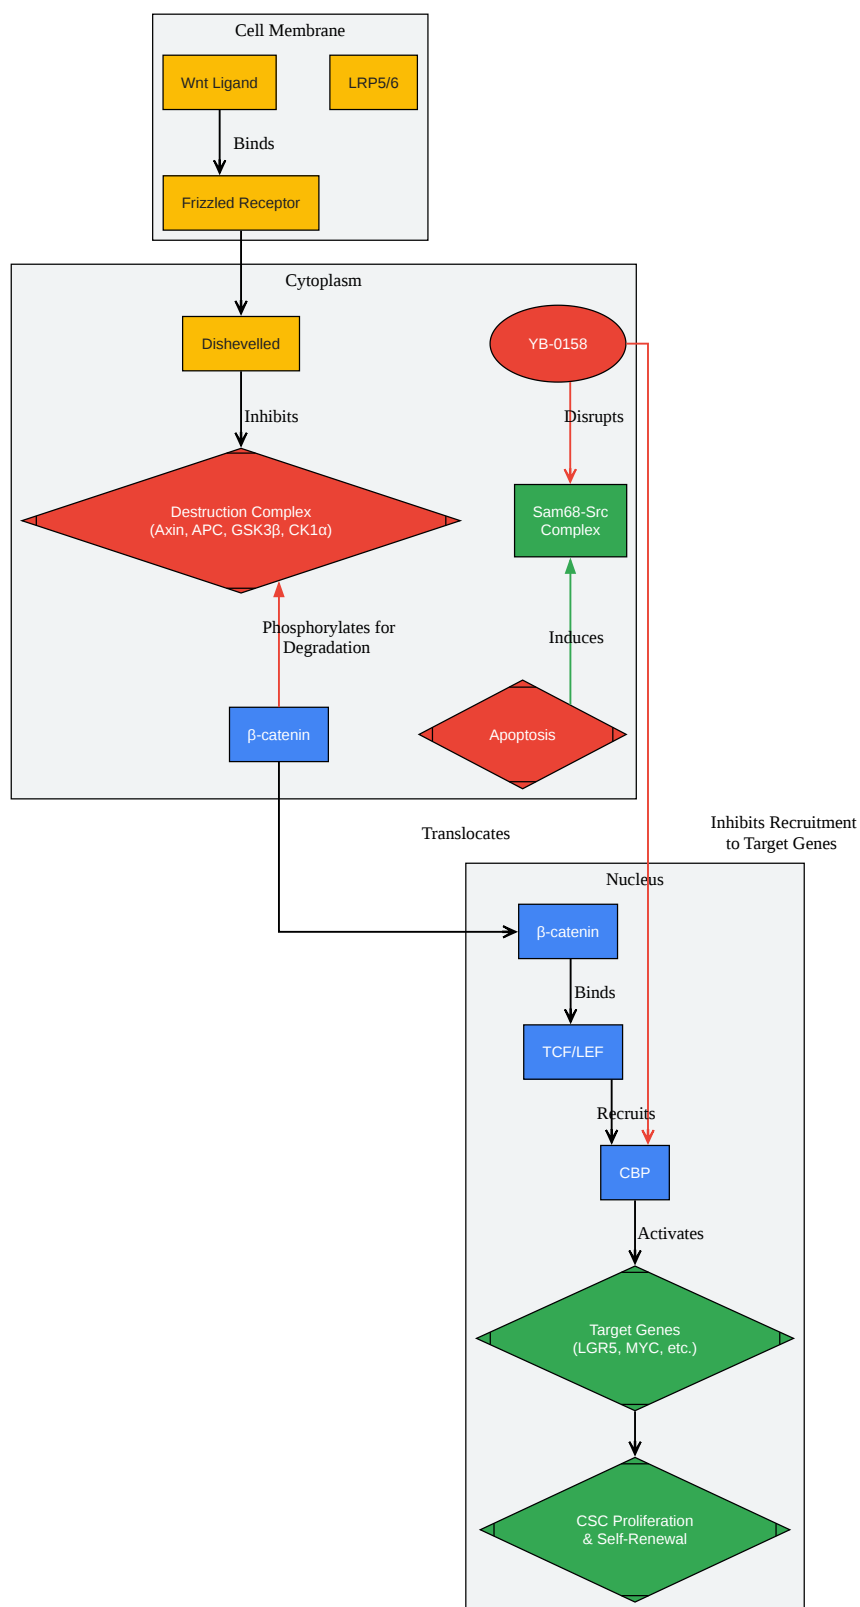 Cell Membrane
Wnt Ligand
LRP5/6
Binds
Frizzled Receptor
Cytoplasm
Dishevelled
YB-0158
Inhibits
Disrupts
Destruction Complex
(Axin, APC, GSK3β, CK1α)
Sam68-Src
Complex
Phosphorylates for
Degradation
Induces
β-catenin
Apoptosis
Translocates
Inhibits Recruitment
to Target Genes
Nucleus
β-catenin
Binds
TCF/LEF
Recruits
CBP
Activates
Target Genes
(LGR5, MYC, etc.)
CSC Proliferation
& Self-Renewal